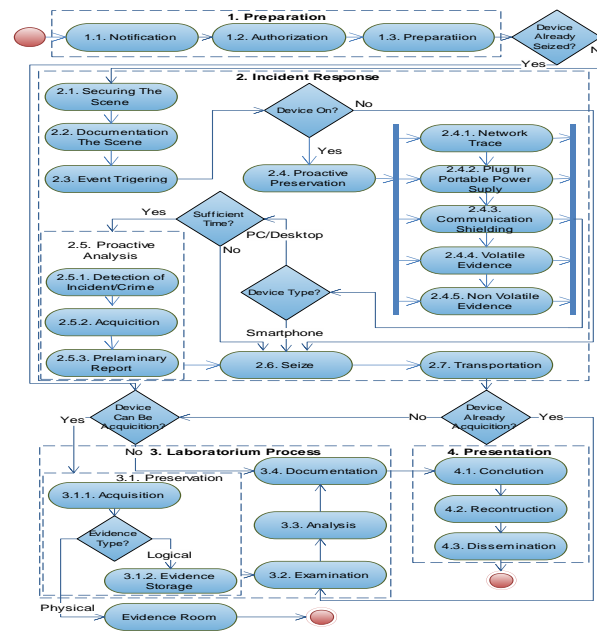 1. Preparation
1.1. Notification
1.2. Authorization
1.3. Preparatiion
Device
Already
Seized?
N
Yes
2. Incident Response
2.1. Securing The
Scene
2.2. Documentation
The Scene
2.3. Event Trigering
Device On?
No
Yes
2.4. Proactive
Preservation
2.4.1. Network
Trace
2.4.2. Plug In
Portable Power
Suply
2.4.3.
Communication
Shielding
2.4.4. Volatile
Evidence
2.4.5. Non Volatile
Evidence
Sufficient
Time?
Yes
No
PC/Desktop
Device Type?
Smartphone
2.5. Proactive
Analysis
2.5.1. Detection of
Incident/Crime
2.5.2. Acquicition
2.5.3. Prelaminary
Report
2.6. Seize
2.7. Transportation
Device
Can Be
Acquicition?
Yes
No
Device
Already
Acquicition?
No
Yes
3. Laboratorium Process
3.1. Preservation
3.1.1. Acquisition
Evidence
Type?
Logical
3.1.2. Evidence
Storage
Physical
Evidence Room
3.4. Documentation
3.3. Analysis
3.2. Examination
4. Presentation
4.1. Conclution
4.2. Recontruction
4.3. Dissemination